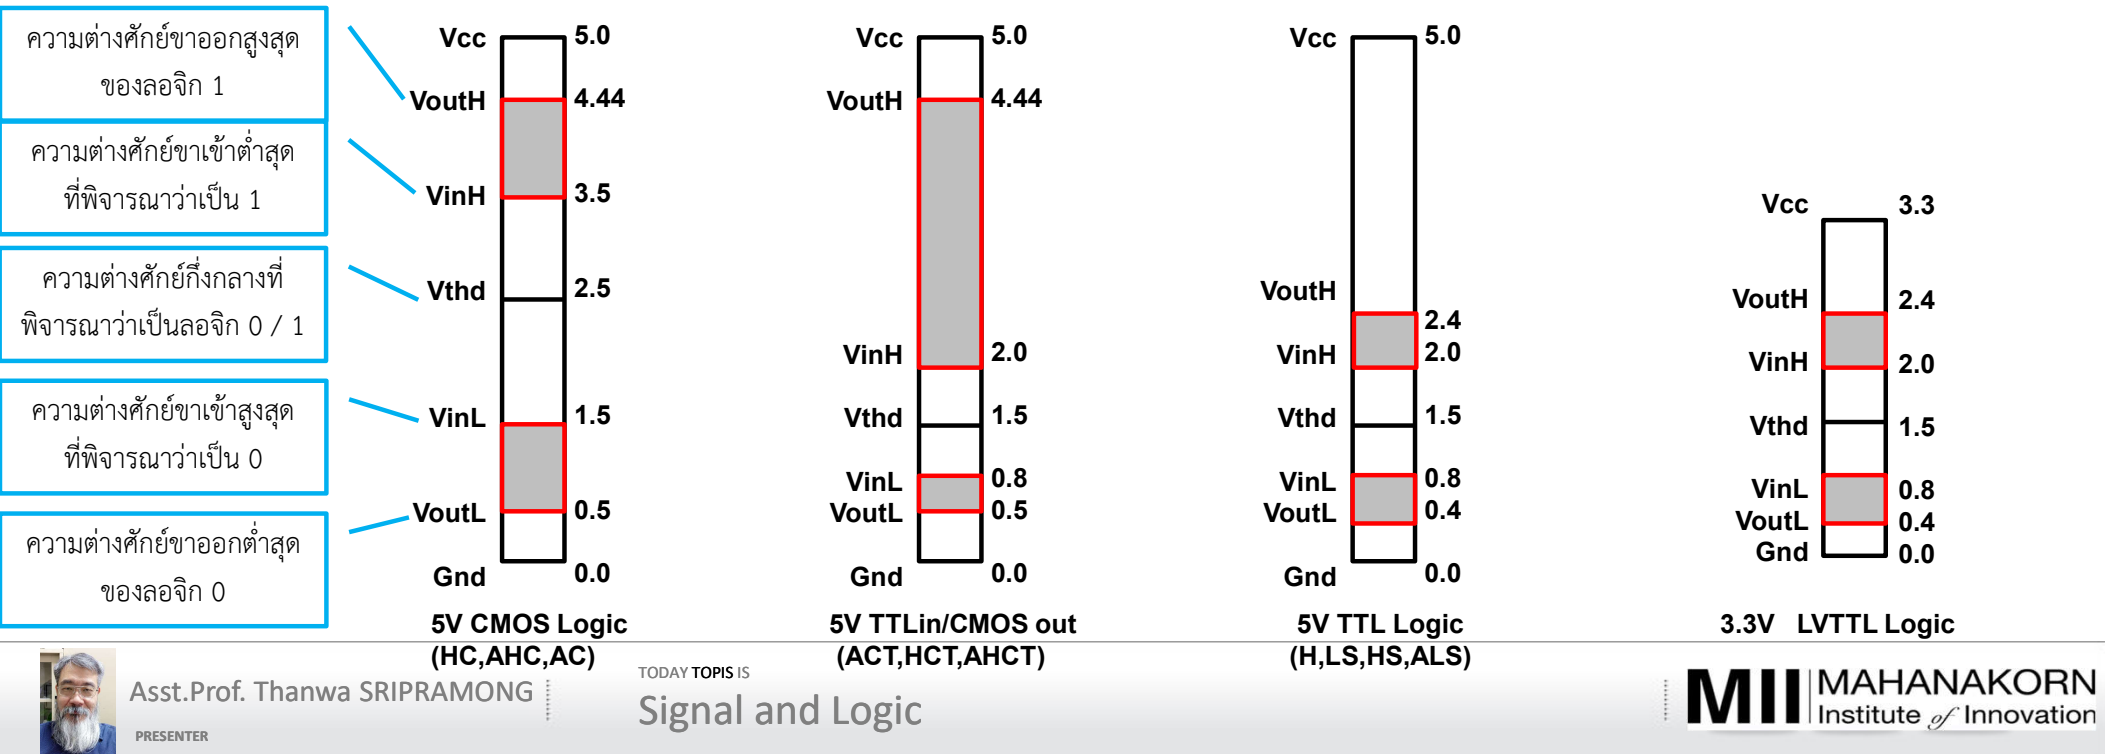 ความต่างศักย์ขาออกสูงสุด
ของลอจิก 1
ความต่างศักย์ขาเข้าต่ำสุด
ที่พิจารณาว่าเป็น 1
ความต่างศักย์กึ่งกลางที่
พิจารณาว่าเป็นลอจิก 0 / 1
ความต่างศักย์ขาเข้าสูงสุด
ที่พิจารณาว่าเป็น 0
ความต่างศักย์ขาออกต่ำสุด
ของลอจิก 0
Vcc 5.0
VoutH 4.44
VinH 3.5
Vthd 2.5
VinL 1.5
VoutL 0.5
Gnd 0.0
5V CMOS Logic
(HC,AHC,AC)
Vcc 5.0
VoutH 4.44
VinH 2.0
Vthd 1.5
VinL 0.8
VoutL 0.5
Gnd 0.0
5V TTLin/CMOS out
(ACT,HCT,AHCT)
Vcc 5.0
VoutH 2.4
VinH 2.0
Vthd 1.5
VinL 0.8
VoutL 0.4
Gnd 0.0
5V TTL Logic
(H,LS,HS,ALS)
Vcc 3.3
VoutH 2.4
VinH 2.0
Vthd 1.5
VinL 0.8
VoutL 0.4
Gnd 0.0
3.3V LVTTL Logic
Asst.Prof. Thanwa SRIPRAMONG
PRESENTER
TODAY TOPIS IS
Signal and Logic
MII MAHANAKORN
Institute of Innovation